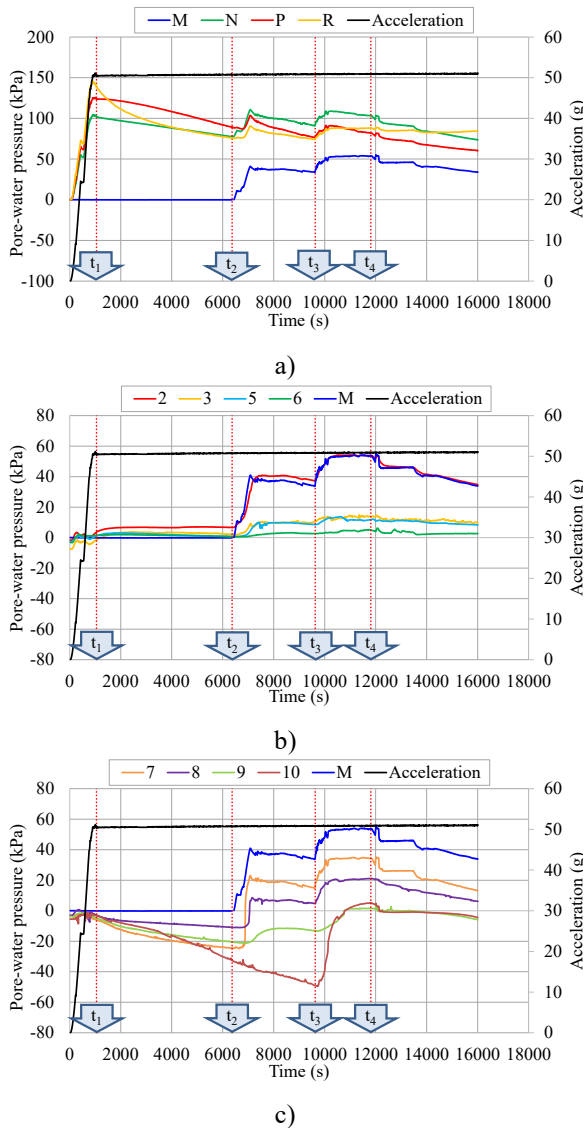 M N P R Acceleration
200 60
150 50
100 40
50 30
0 20
-50 10
-100 0
Pore-water pressure (kPa)
Acceleration (g)
t1 t2 t3 t4
0 2000 4000 6000 8000 10000 12000 14000 16000 18000
Time (s)
a)
2 3 5 6 M Acceleration
80 60
60 50
40
20 40
0 30
-20 20
-40
-60 10
-80 0
Pore-water pressure (kPa)
Acceleration (g)
t1 t2 t3 t4
0 2000 4000 6000 8000 10000 12000 14000 16000 18000
Time (s)
b)
7 8 9 10 M Acceleration
80 60
60 50
40
20 40
0 30
-20 20
-40
-60 10
-80 0
Pore-water pressure (kPa)
Acceleration (g)
t1 t2 t3 t4
0 2000 4000 6000 8000 10000 12000 14000 16000 18000
Time (s)
c)